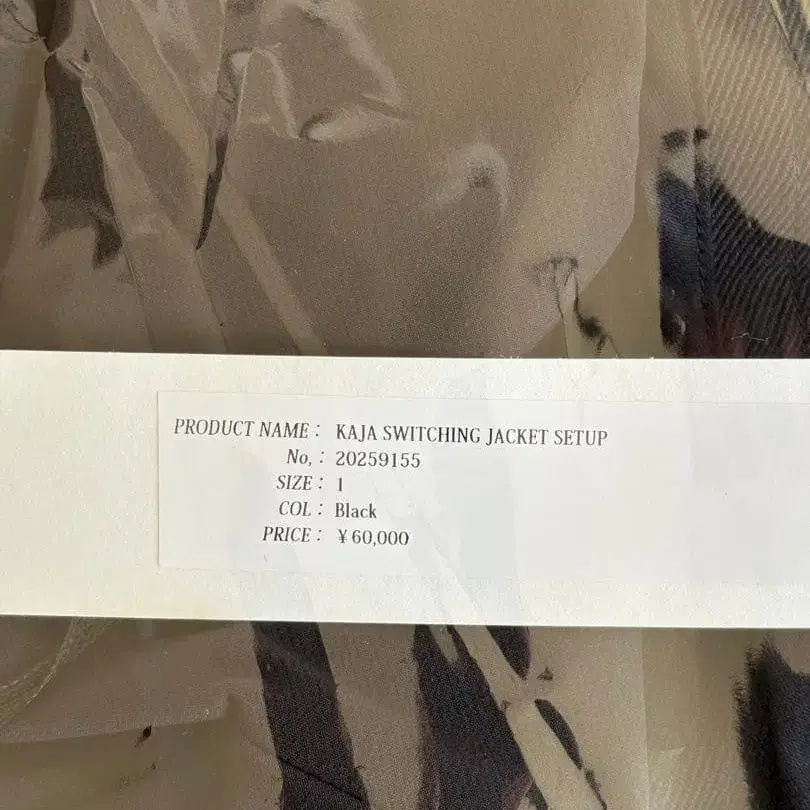 PRODUCT NAME : KAJA SWITCHING JACKET SETUP
No, : 20259155
SIZE : 1
COL : Black
PRICE : ¥60,000